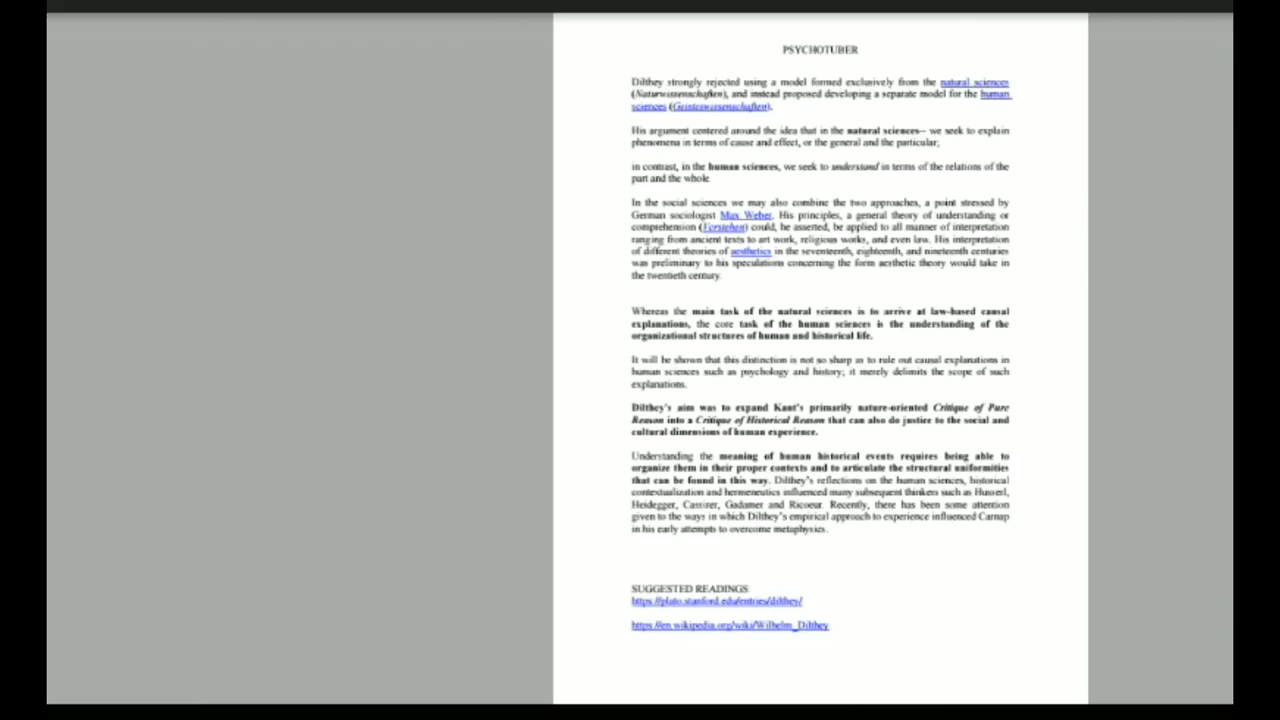 PSYCHOTUBER
Dilthey strongly rejected using a model formed exclusively from the natural sciences
(Naturwissenschaften), and instead proposed developing a separate model for the human
sciences (Geisteswissenschaften).
His argument centered around the idea that in the natural sciences-- we seek to explain
phenomena in terms of cause and effect, or the general and the particular;
in contrast, in the human sciences, we seek to understand in terms of the relations of the
part and the whole.
In the social sciences we may also combine the two approaches, a point stressed by
German sociologist Max Weber. His principles, a general theory of understanding or
comprehension (Verstehen) could, he asserted, be applied to all manner of interpretation
ranging from ancient texts to art work, religious works, and even law. His interpretation
of different theories of aesthetics in the seventeenth, eighteenth, and nineteenth centuries
was preliminary to his speculations concerning the form aesthetic theory would take in
the twentieth century.
Whereas the main task of the natural sciences is to arrive at law-based causal
explanations, the core task of the human sciences is the understanding of the
organizational structures of human and historical life.
It will be shown that this distinction is not so sharp as to rule out causal explanations in
human sciences such as psychology and history; it merely delimits the scope of such
explanations.
Dilthey's aim was to expand Kant's primarily nature-oriented Critique of Pure
Reason into a Critique of Historical Reason that can also do justice to the social and
cultural dimensions of human experience.
Understanding the meaning of human historical events requires being able to
organize them in their proper contexts and to articulate the structural uniformities
that can be found in this way. Dilthey's reflections on the human sciences, historical
contextualization and hermeneutics influenced many subsequent thinkers such as Husserl,
Heidegger, Cassirer, Gadamer and Ricoeur. Recently, there has been some attention
given to the ways in which Dilthey's empirical approach to experience influenced Carnap
in his early attempts to overcome metaphysics.
SUGGESTED READINGS:
https://plato.stanford.edu/entries/dilthey/
https://en.wikipedia.org/wiki/Wilhelm_Dilthey